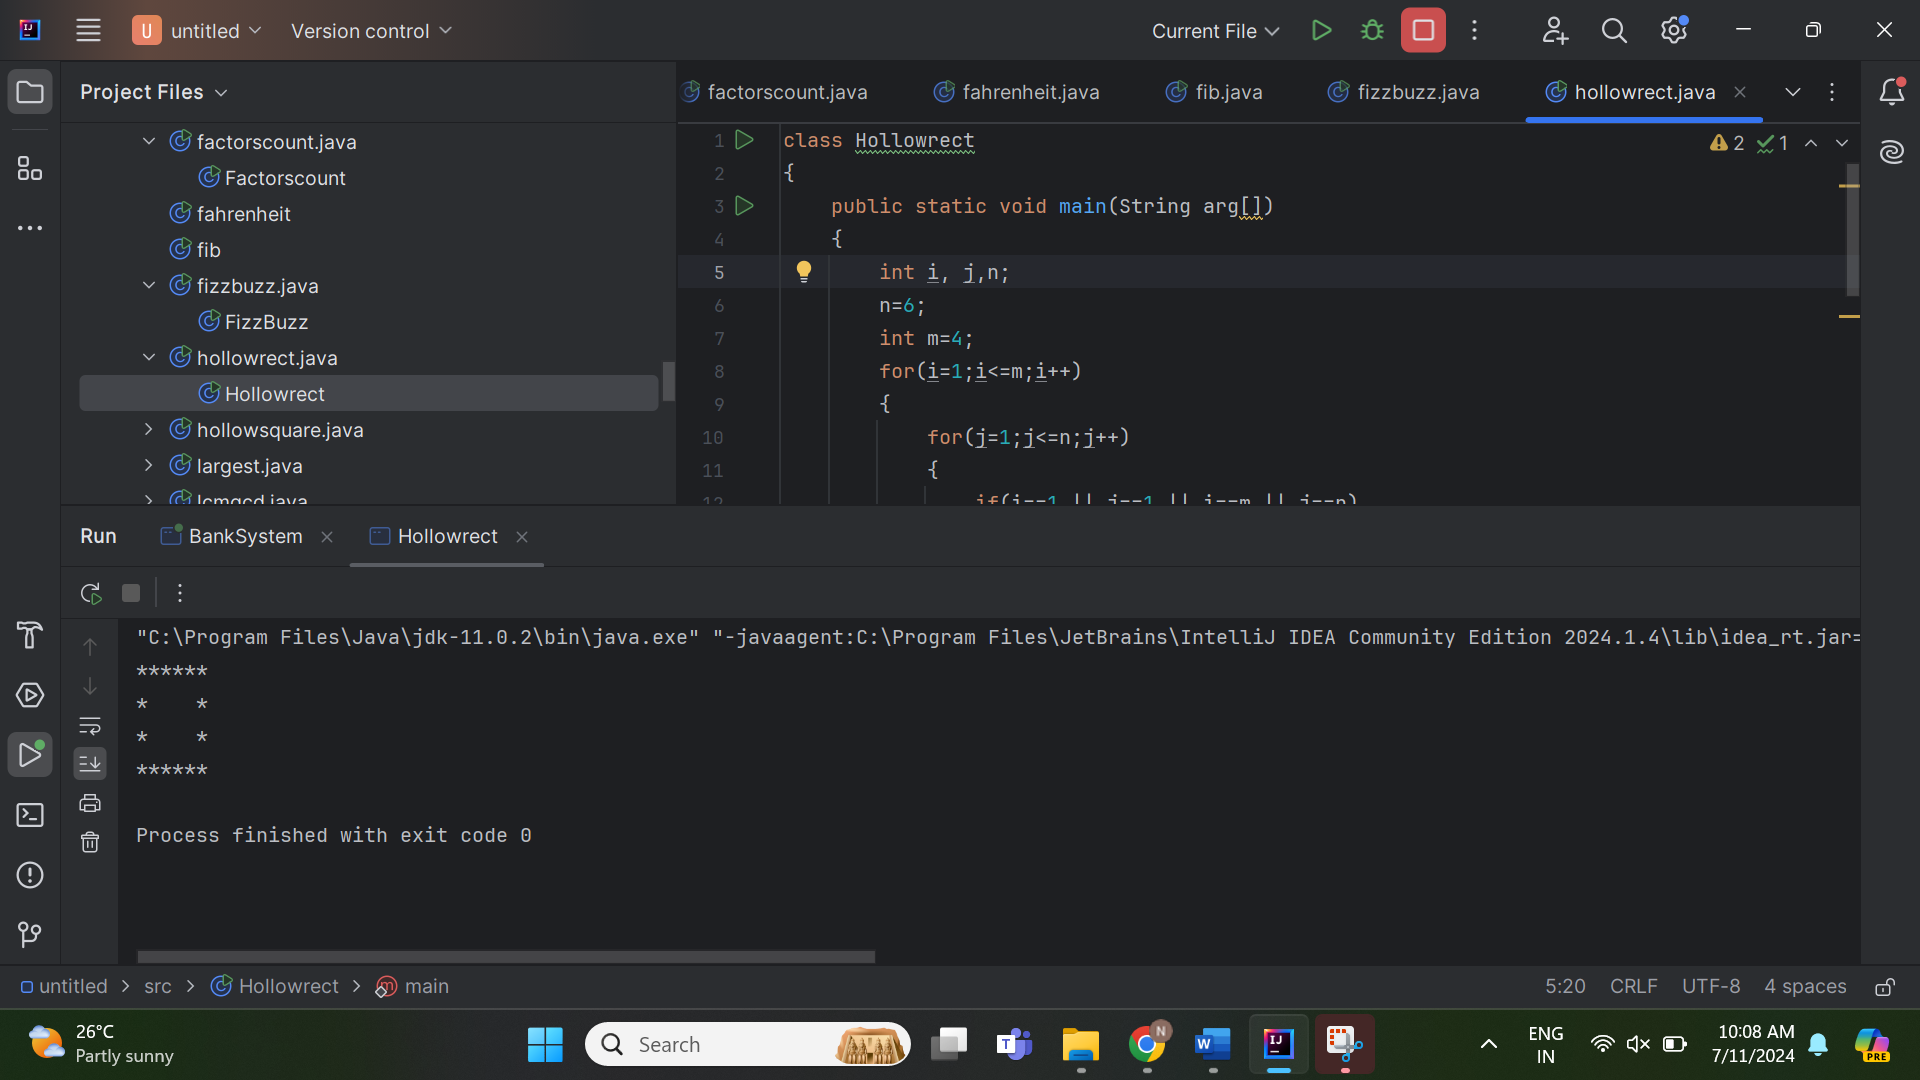 untitled
Version control
Current File
Project Files
factorscount.java
Factorscount
fahrenheit
fib
fizzbuzz.java
FizzBuzz
hollowrect.java
Hollowrect
hollowsquare.java
largest.java
lcmgcd.java
factorscount.java
fahrenheit.java
fib.java
fizzbuzz.java
hollowrect.java
2
1
1 class Hollowrect
2 {
3 public static void main(String arg[])
4 {
5 int i, j,n;
6 n=6;
7 int m=4;
8 for(i=1;i<=m;i++)
9 {
10 for(j=1;j<=n;j++)
11 {
12 if(i==1 || j==1 || i==m || j==n)
Run
BankSystem
Hollowrect
"C:\Program Files\Java\jdk-11.0.2\bin\java.exe" "-javaagent:C:\Program Files\JetBrains\IntelliJ IDEA Community Edition 2024.1.4\lib\idea_rt.jar=
******
*    *
*    *
******
Process finished with exit code 0
untitled > src > Hollowrect > main
5:20 CRLF UTF-8 4 spaces
26°C
Partly sunny
Search
ENG
IN
10:08 AM
7/11/2024
PRE